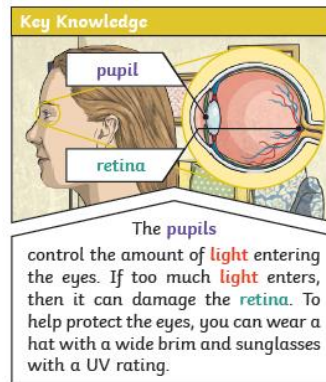 Key Knowledge
pupil
retina
The pupils
control the amount of light entering
the eyes. If too much light enters,
then it can damage the retina. To
help protect the eyes, you can wear a
hat with a wide brim and sunglasses
with a UV rating.